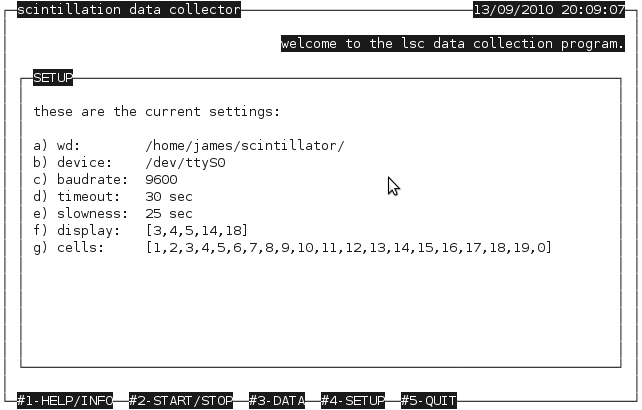 scintillation data collector 13/09/2010 20:09:07
welcome to the lsc data collection program.
SETUP
these are the current settings:
a) wd: /home/james/scintillator/
b) device: /dev/ttyS0
c) baudrate: 9600
d) timeout: 30 sec
e) slowness: 25 sec
f) display: [3,4,5,14,18]
g) cells: [1,2,3,4,5,6,7,8,9,10,11,12,13,14,15,16,17,18,19,0]
#1-HELP/INFO #2-START/STOP #3-DATA #4-SETUP #5-QUIT